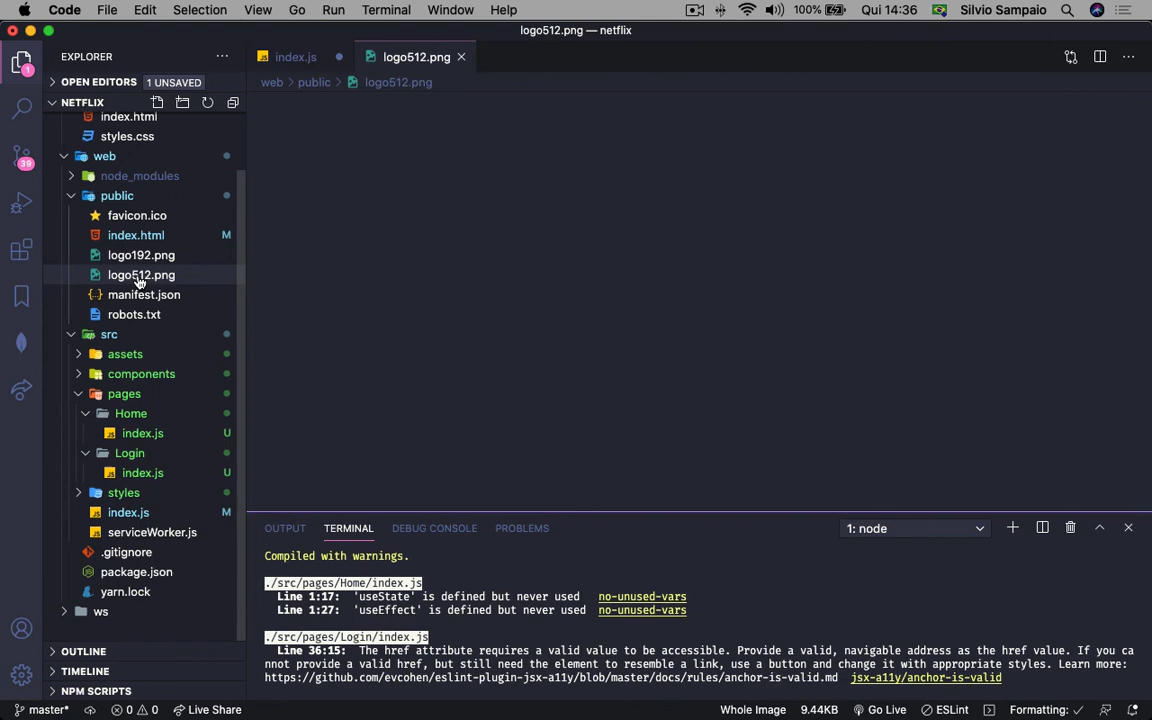 Code File Edit Selection View Go Run Terminal Window Help 100% Qui 14:36 Silvio Sampaio
logo512.png — netflix
EXPLORER
index.js
logo512.png
OPEN EDITORS 1 UNSAVED
web > public > logo512.png
NETFLIX
index.html
styles.css
web
node_modules
public
favicon.ico
index.html M
logo192.png
logo512.png
manifest.json
robots.txt
src
assets
components
pages
Home
index.js U
Login
index.js U
styles
index.js M
serviceWorker.js
.gitignore
package.json
yarn.lock
ws
OUTLINE
TIMELINE
NPM SCRIPTS
1
39
OUTPUT TERMINAL DEBUG CONSOLE PROBLEMS 1: node
Compiled with warnings.
./src/pages/Home/index.js
Line 1:17: 'useState' is defined but never used no-unused-vars
Line 1:27: 'useEffect' is defined but never used no-unused-vars
./src/pages/Login/index.js
Line 36:15: The href attribute requires a valid value to be accessible. Provide a valid, navigable address as the href value. If you ca
nnot provide a valid href, but still need the element to resemble a link, use a button and change it with appropriate styles. Learn more:
https://github.com/evcohen/eslint-plugin-jsx-a11y/blob/master/docs/rules/anchor-is-valid.md jsx-a11y/anchor-is-valid
master* 0 0 Live Share Whole Image 9.44KB Go Live ESLint Formatting: ✓